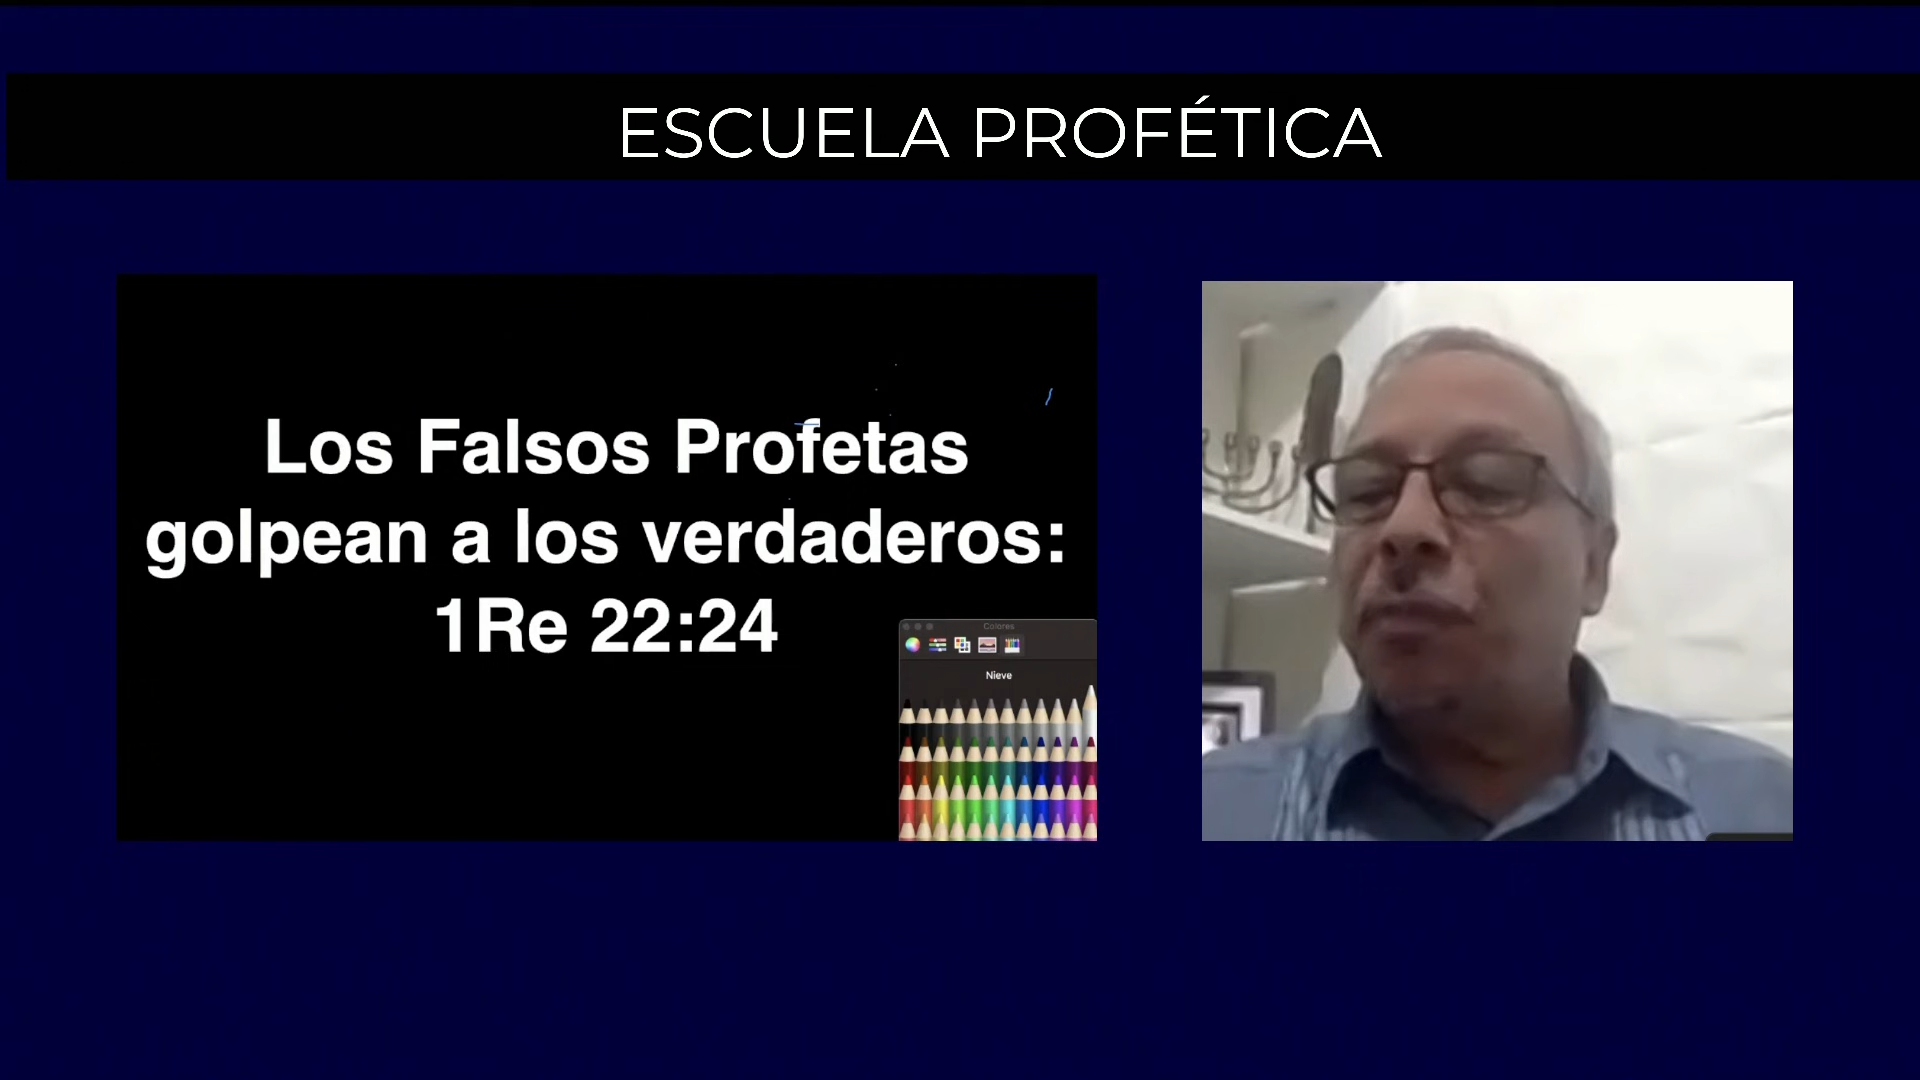 ESCUELA PROFÉTICA
Los Falsos Profetas
golpean a los verdaderos:
1Re 22:24
Colores
Nieve